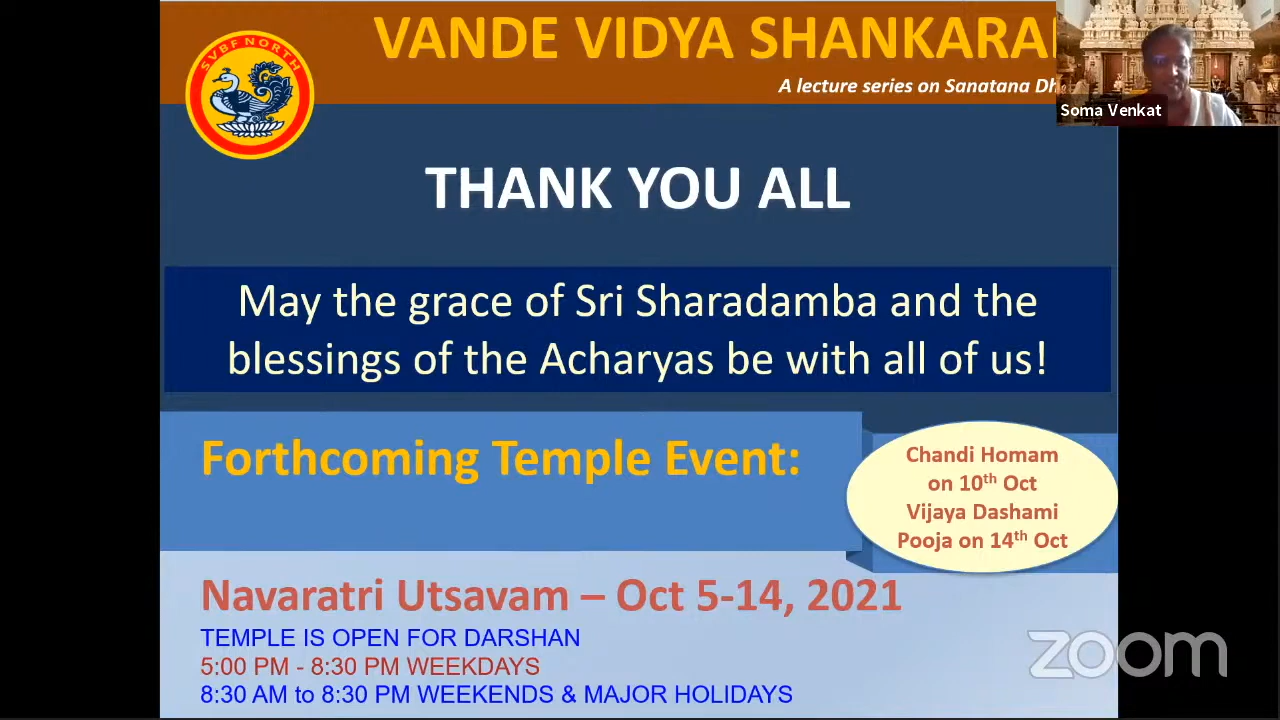 SVBF NORTH
VANDE VIDYA SHANKARA
A lecture series on Sanatana Dh
Soma Venkat
THANK YOU ALL
May the grace of Sri Sharadamba and the
blessings of the Acharyas be with all of us!
Forthcoming Temple Event:
Chandi Homam
on 10th Oct
Vijaya Dashami
Pooja on 14th Oct
Navaratri Utsavam – Oct 5-14, 2021
TEMPLE IS OPEN FOR DARSHAN
5:00 PM - 8:30 PM WEEKDAYS
8:30 AM to 8:30 PM WEEKENDS & MAJOR HOLIDAYS
zoom